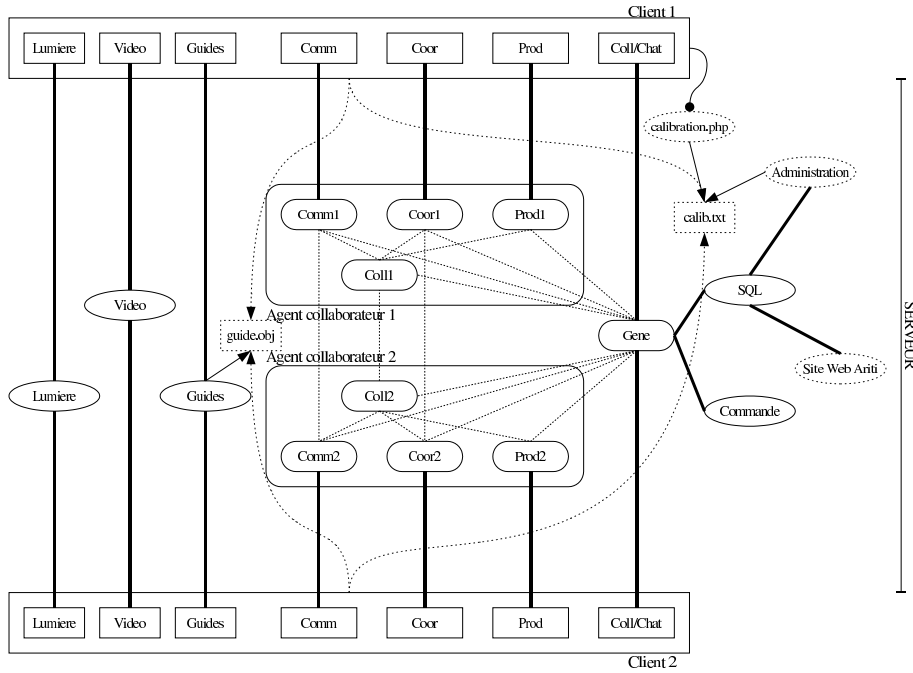 Client 1
Lumiere
Video
Guides
Comm
Coor
Prod
Coll/Chat
calibration.php
Administration
calib.txt
Comm1
Coor1
Prod1
Coll1
SQL
Video
Agent collaborateur 1
guide.obj
Gene
SERVEUR
Agent collaborateur 2
Site Web Ariti
Lumiere
Guides
Coll2
Commande
Comm2
Coor2
Prod2
Lumiere
Video
Guides
Comm
Coor
Prod
Coll/Chat
Client 2